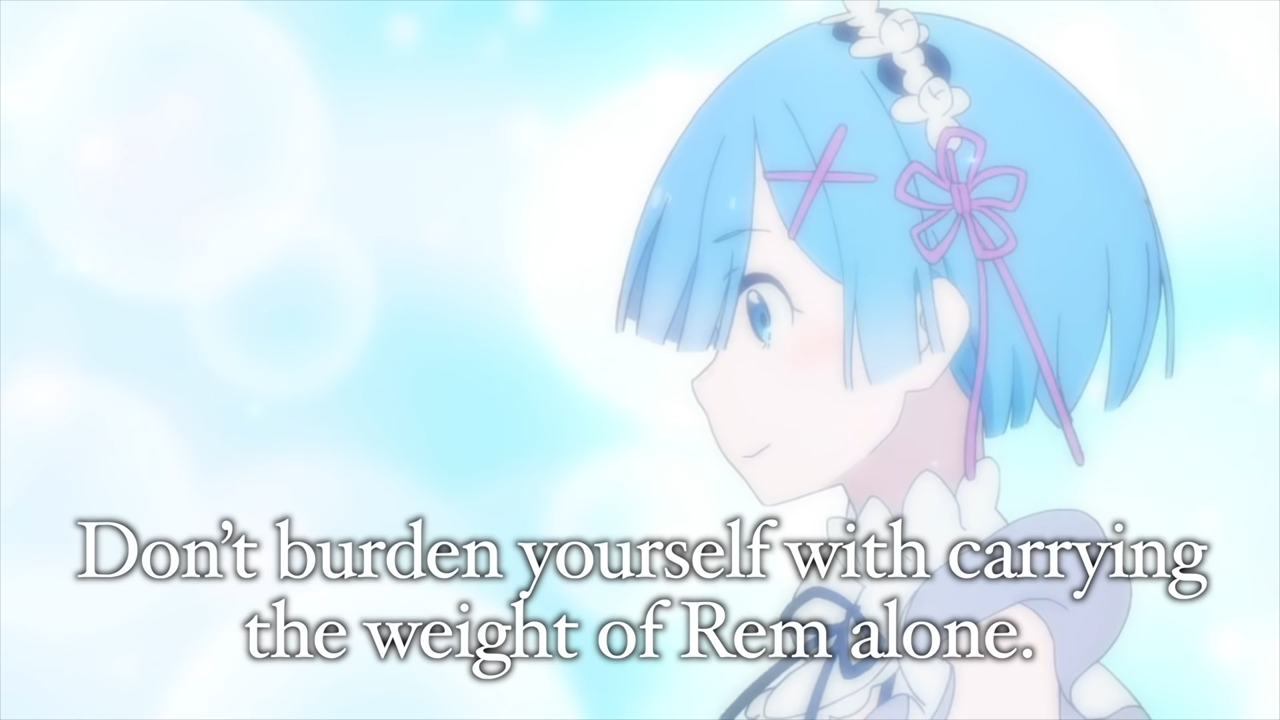 Don’t burden yourself with carrying
the weight of Rem alone.